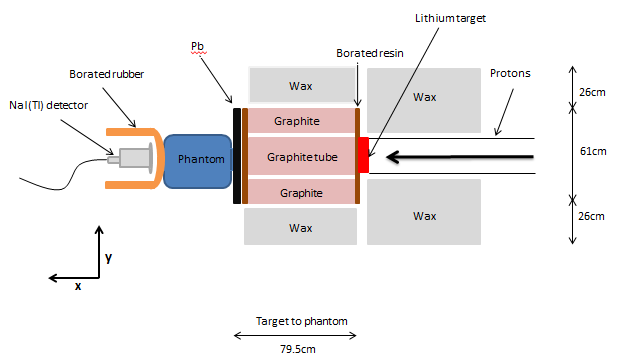 Lithium target
Pb
Borated resin
Borated rubber
Protons
NaI(Tl) detector
Wax
Wax
26cm
Graphite
Phantom
Graphite tube
61cm
Graphite
Wax
Wax
26cm
y
x
Target to phantom
79.5cm